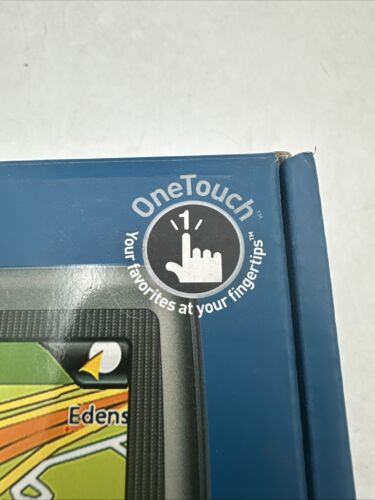 OneTouch™
1
Your favorites at your fingertips™
Edens